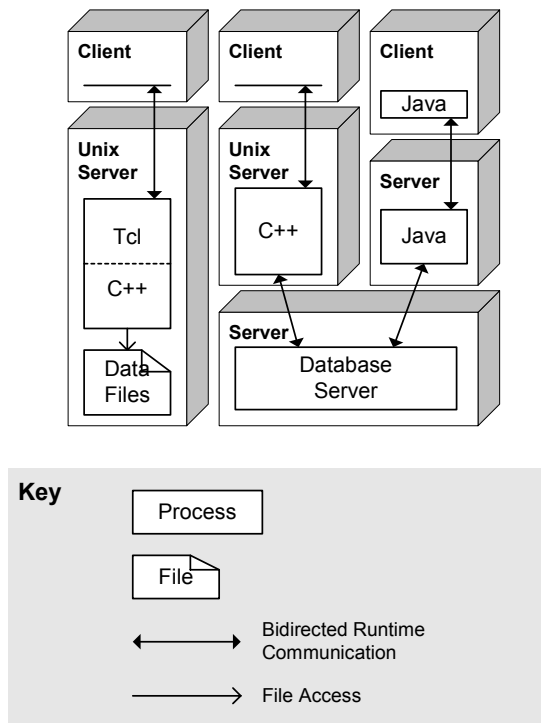 Client
Client
Client
Java
Unix
Server
Tcl
C++
Data
Files
Unix
Server
C++
Server
Java
Server
Database
Server
Key
Process
File
Bidirected Runtime
Communication
File Access